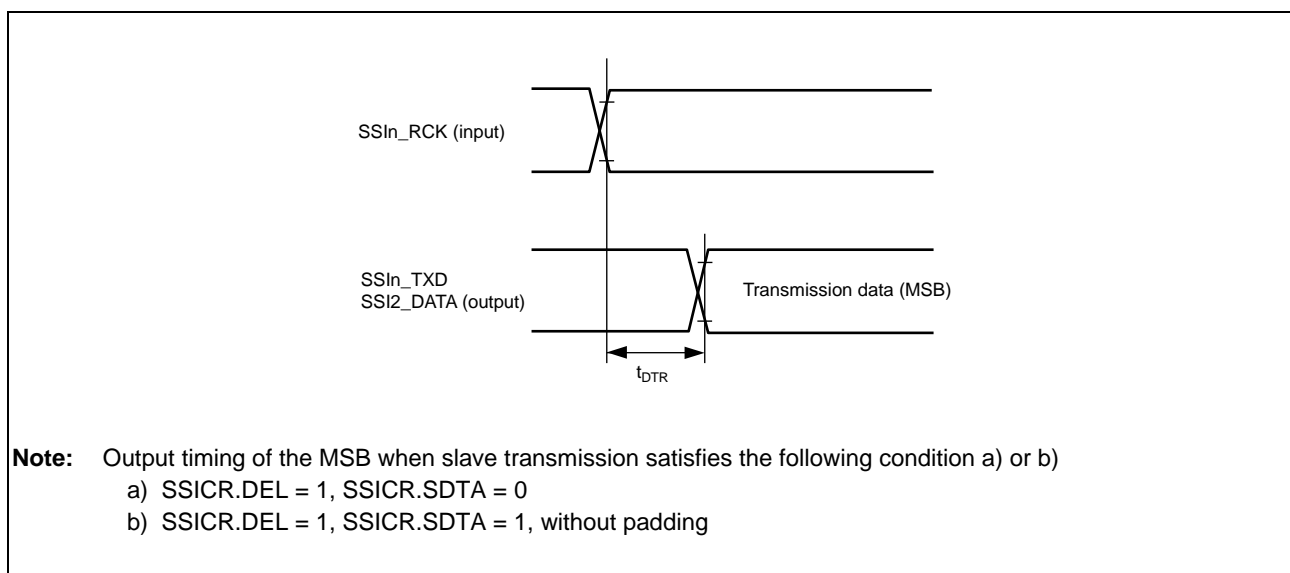 SSIn_RCK (input)
SSIn_TXD
SSI2_DATA (output)
Transmission data (MSB)
tDTR
Note: Output timing of the MSB when slave transmission satisfies the following condition a) or b)
a) SSICR.DEL = 1, SSICR.SDTA = 0
b) SSICR.DEL = 1, SSICR.SDTA = 1, without padding